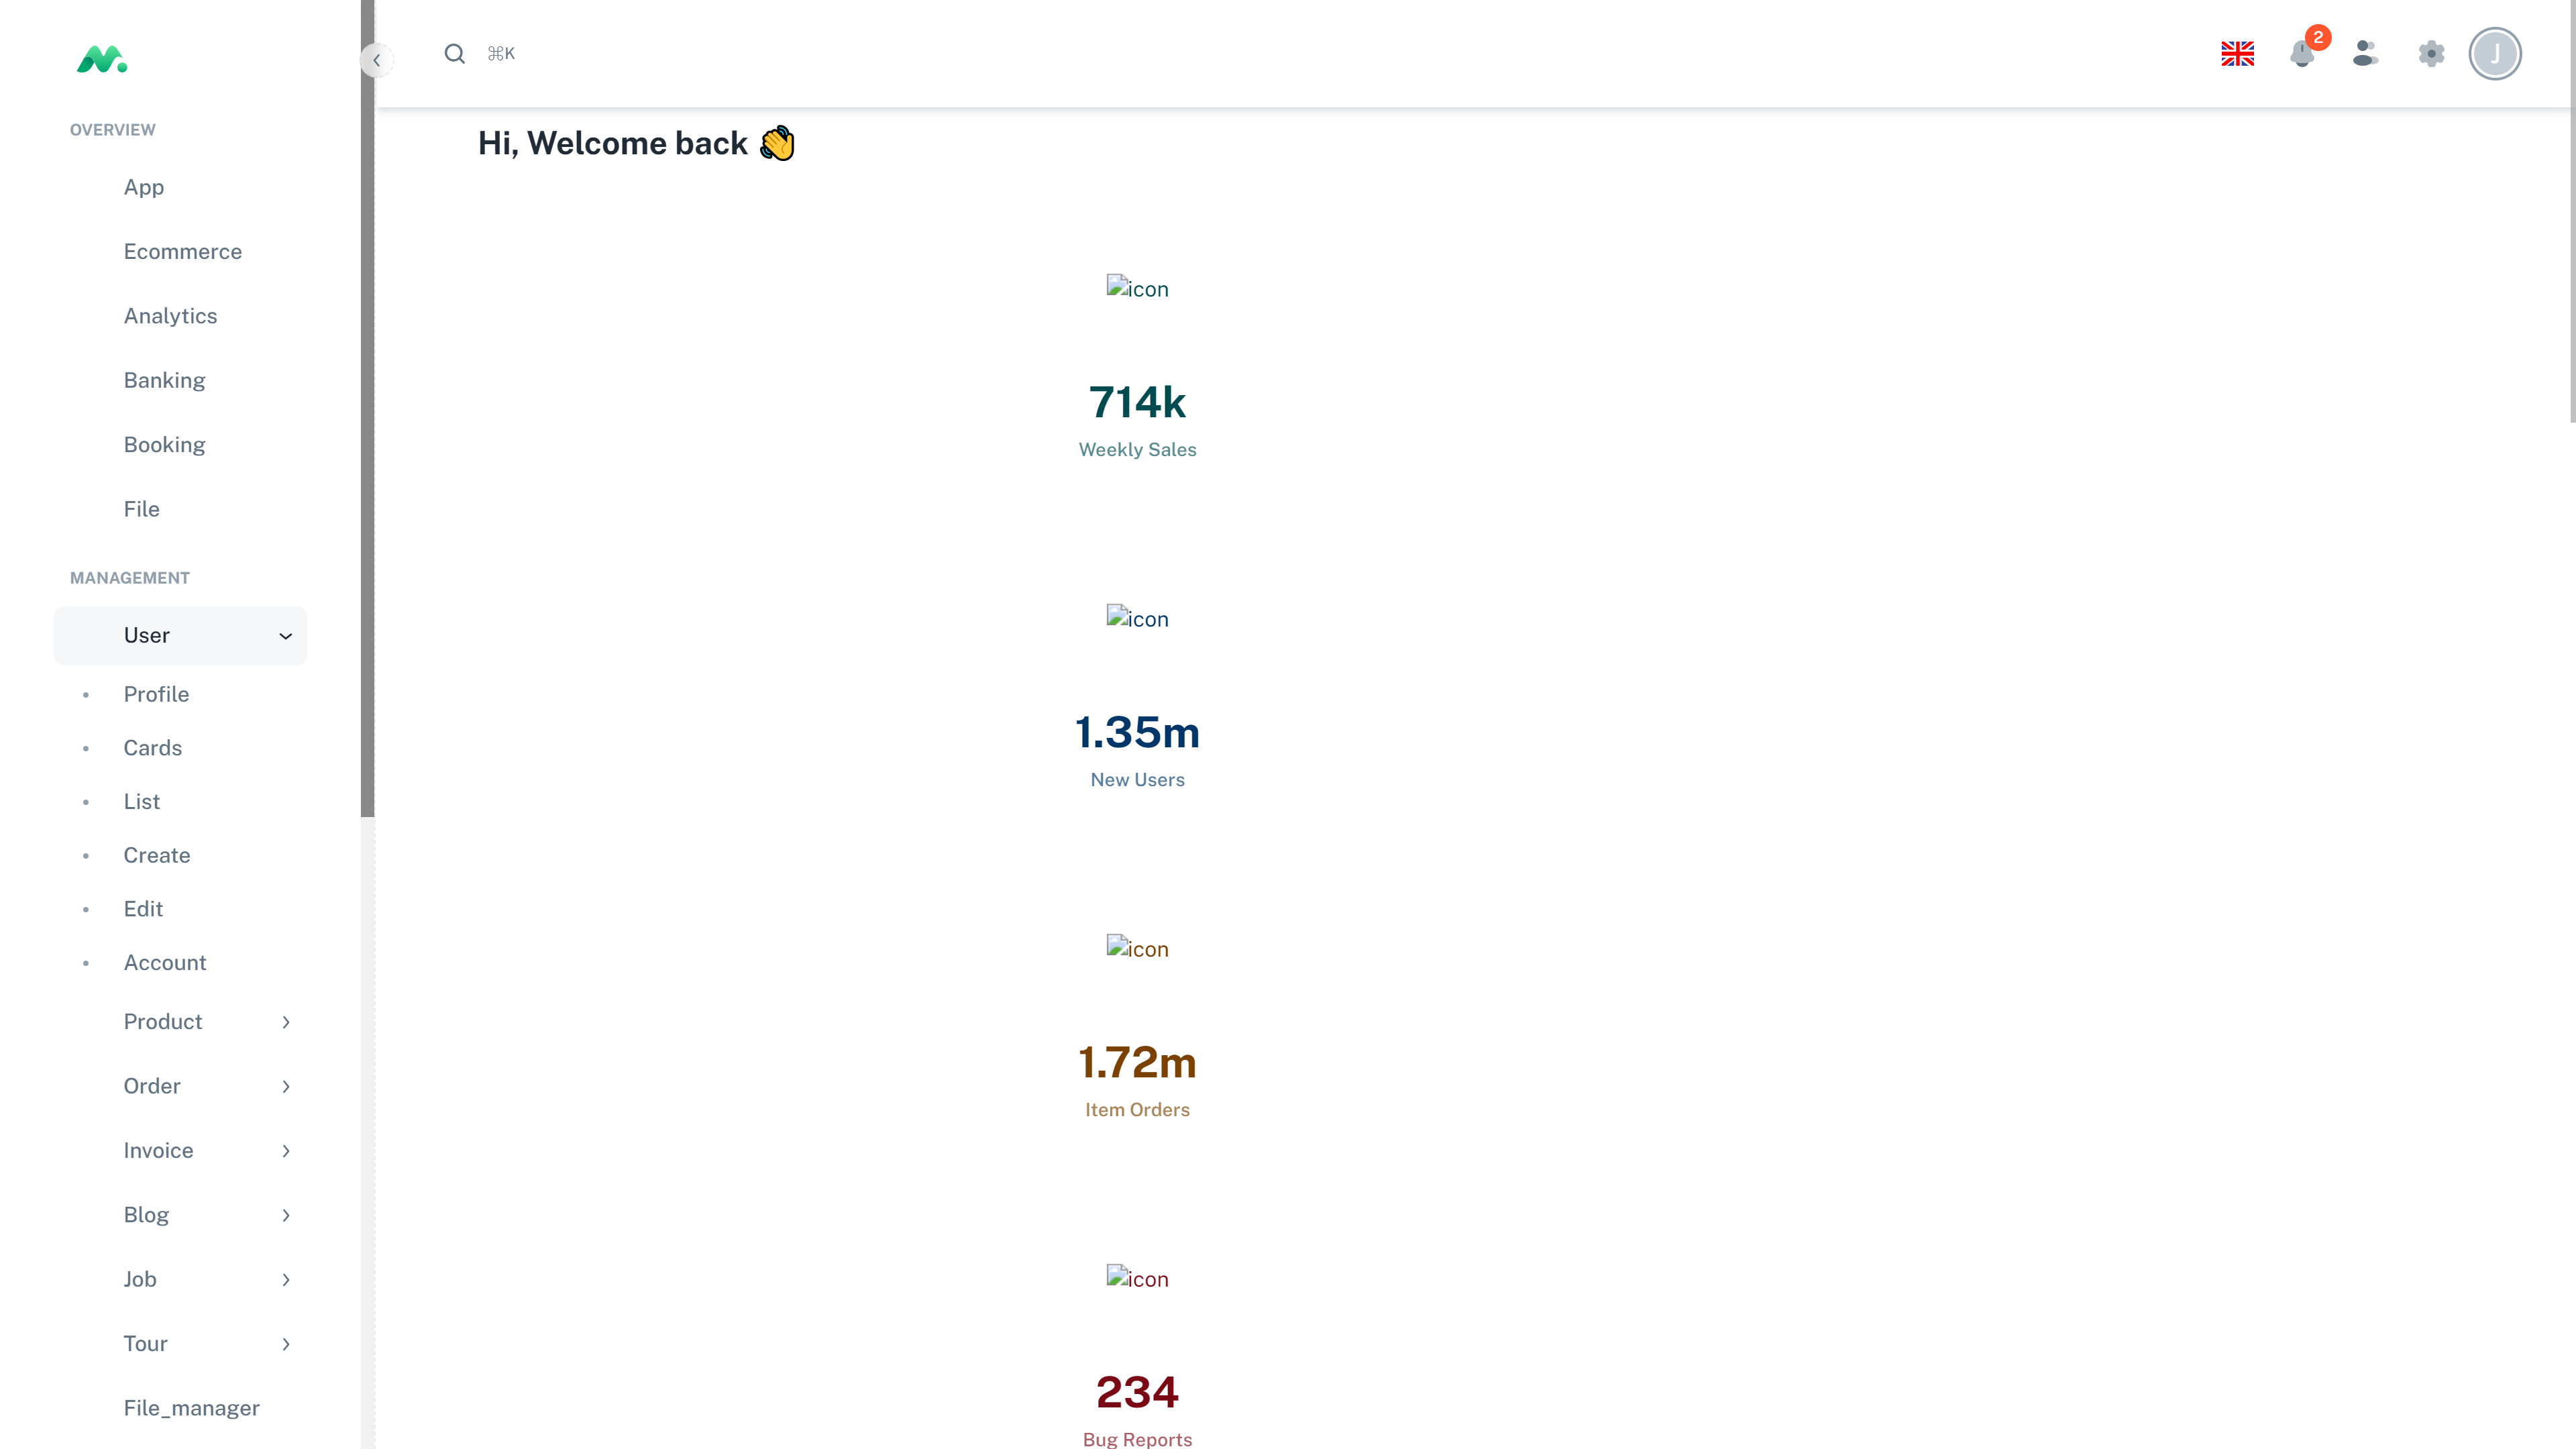 ⌘K
2
J
OVERVIEW
App
Ecommerce
Analytics
Banking
Booking
File
MANAGEMENT
User
Profile
Cards
List
Create
Edit
Account
Product
Order
Invoice
Blog
Job
Tour
File_manager
Hi, Welcome back 👋
icon
714k
Weekly Sales
icon
1.35m
New Users
icon
1.72m
Item Orders
icon
234
Bug Reports